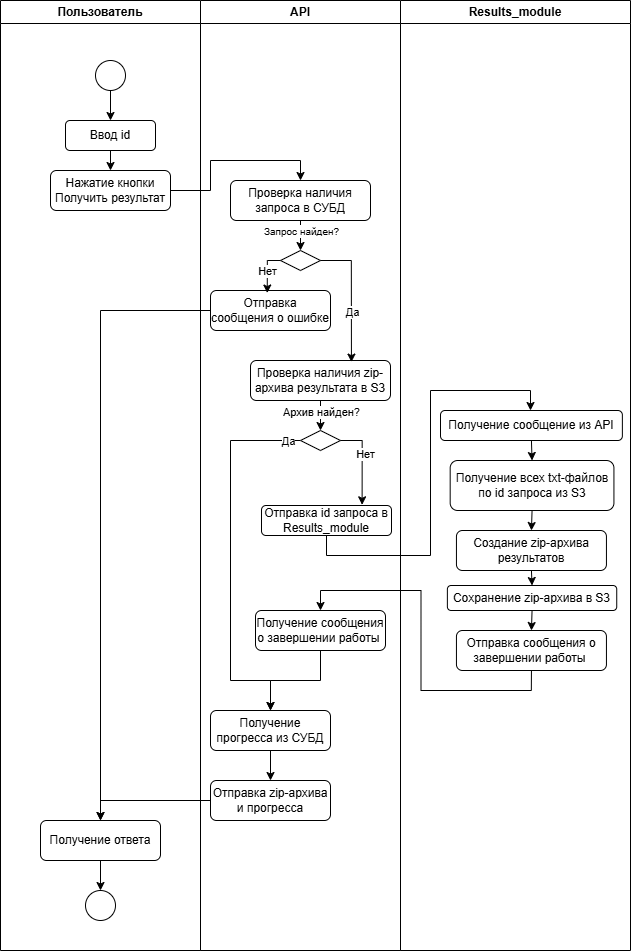 Пользователь
API
Results_module
Ввод id
Нажатие кнопки
Получить результат
Проверка наличия
запроса в СУБД
Запрос найден?
Нет
Да
Отправка
сообщения о ошибке
Проверка наличия zip-
архива результата в S3
Архив найден?
Да
Нет
Отправка id запроса в
Results_module
Получение сообщение из API
Получение всех txt-файлов
по id запроса из S3
Создание zip-архива
результатов
Сохранение zip-архива в S3
Отправка сообщения о
завершении работы
Получение сообщения
о завершении работы
Получение
прогресса из СУБД
Отправка zip-архива
и прогресса
Получение ответа